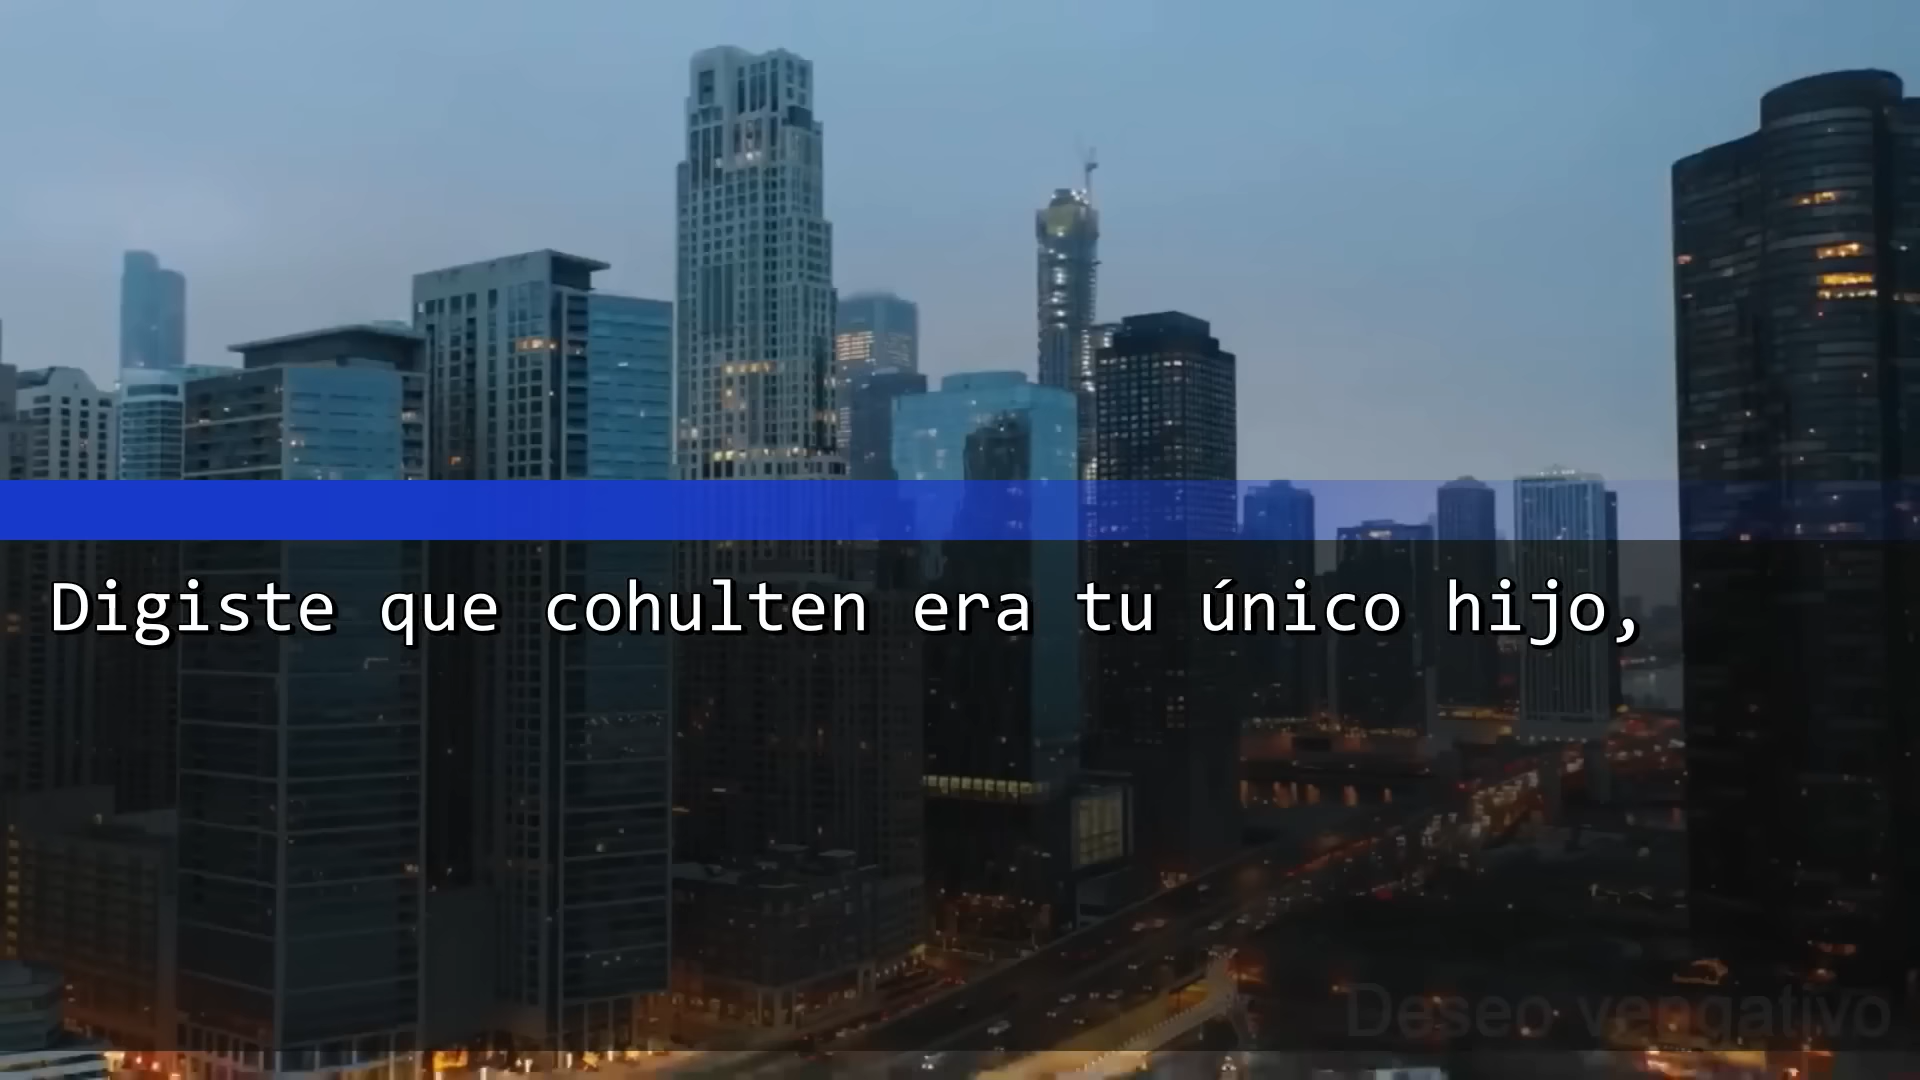 Digiste que cohulten era tu único hijo,
Deseo vengativo